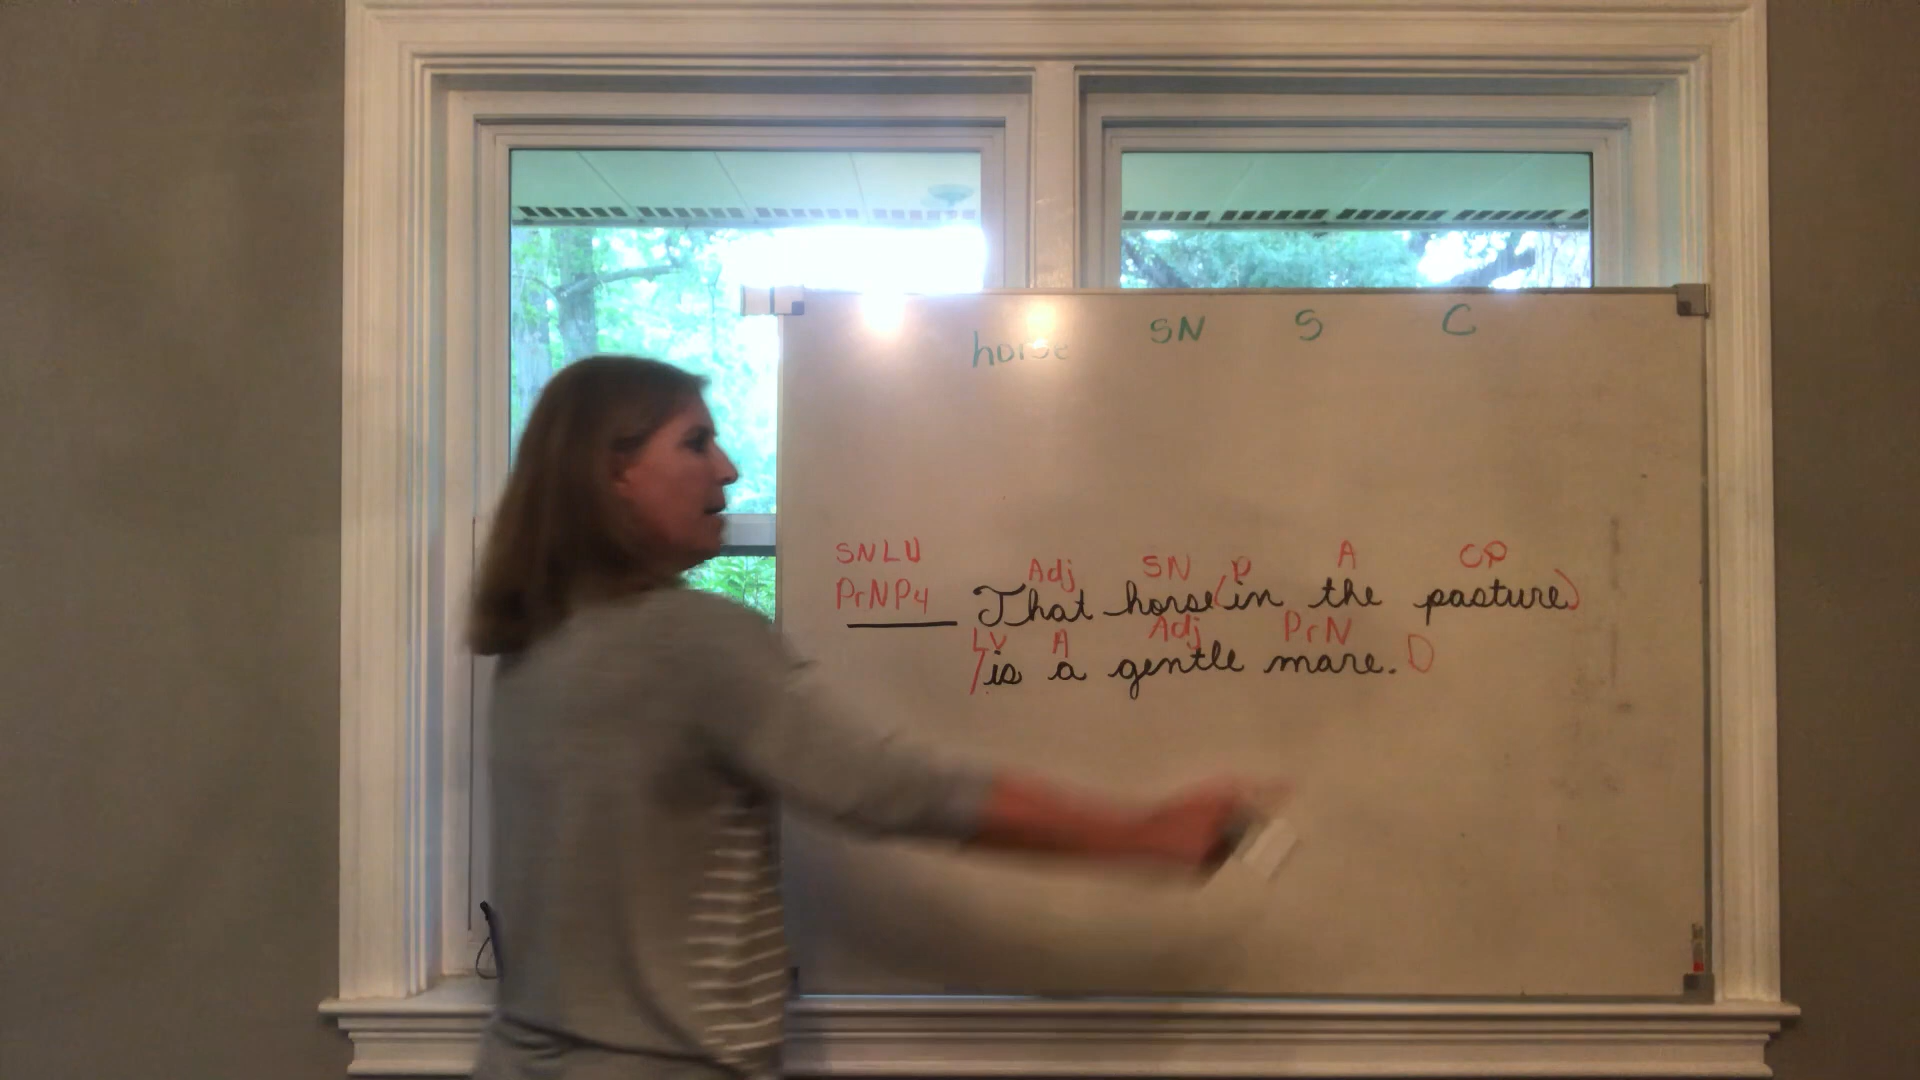 horse SN S C
SNLV Adj SN P A OP
PrNP4 That horse (in the pasture)
LV A Adj PrN
/is a gentle mare. D